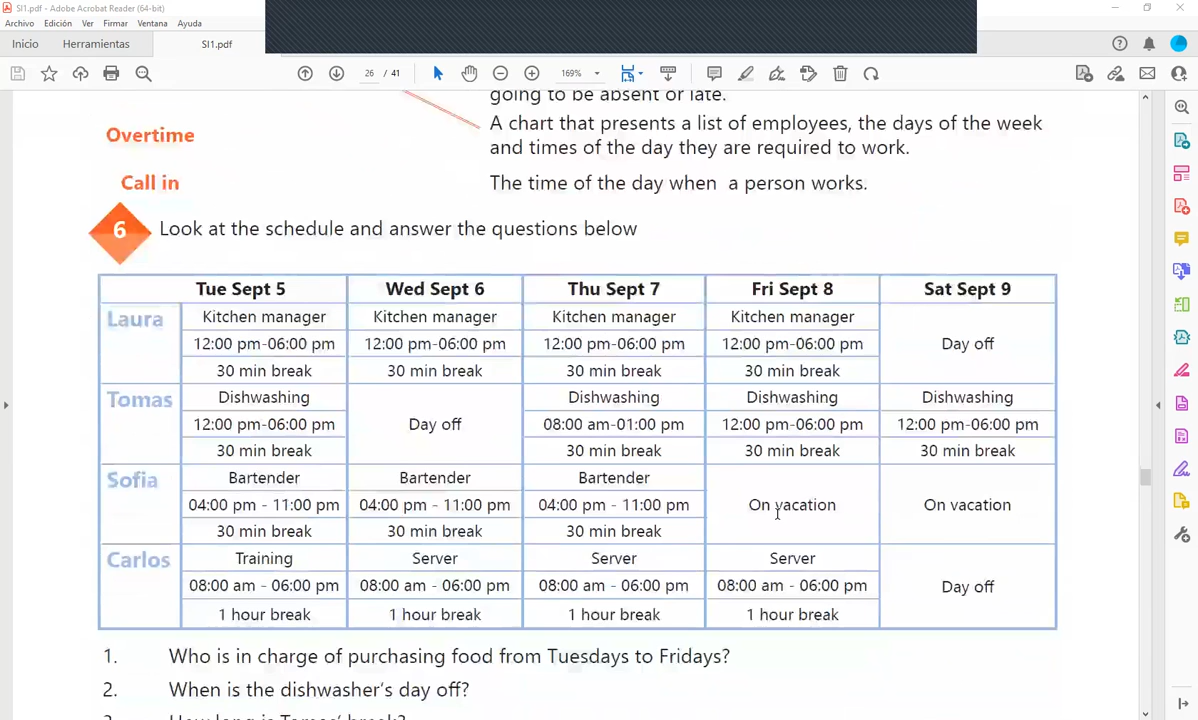 SI1.pdf - Adobe Acrobat Reader (64-bit)
Archivo Edición Ver Firmar Ventana Ayuda
Inicio Herramientas SI1.pdf
26 / 41 169%
going to be absent or late.
Overtime
A chart that presents a list of employees, the days of the week
and times of the day they are required to work.
Call in The time of the day when a person works.
6 Look at the schedule and answer the questions below
Tue Sept 5 Wed Sept 6 Thu Sept 7 Fri Sept 8 Sat Sept 9
Laura Kitchen manager Kitchen manager Kitchen manager Kitchen manager
12:00 pm-06:00 pm 12:00 pm-06:00 pm 12:00 pm-06:00 pm 12:00 pm-06:00 pm Day off
30 min break 30 min break 30 min break 30 min break
Tomas Dishwashing Dishwashing Dishwashing Dishwashing
12:00 pm-06:00 pm Day off 08:00 am-01:00 pm 12:00 pm-06:00 pm 12:00 pm-06:00 pm
30 min break 30 min break 30 min break 30 min break
Sofia Bartender Bartender Bartender
04:00 pm - 11:00 pm 04:00 pm - 11:00 pm 04:00 pm - 11:00 pm On vacation On vacation
30 min break 30 min break 30 min break
Carlos Training Server Server Server
08:00 am - 06:00 pm 08:00 am - 06:00 pm 08:00 am - 06:00 pm 08:00 am - 06:00 pm Day off
1 hour break 1 hour break 1 hour break 1 hour break
1. Who is in charge of purchasing food from Tuesdays to Fridays?
2. When is the dishwasher's day off?
3. How long is Tomas' break?